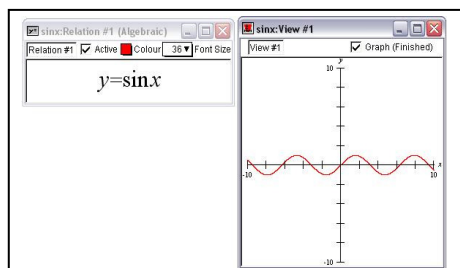 sinx:Relation #1 (Algebraic)
Relation #1 Active Colour 36 Font Size
y=sinx
sinx:View #1
View #1 Graph (Finished)
y
10
x
-10
10
-10